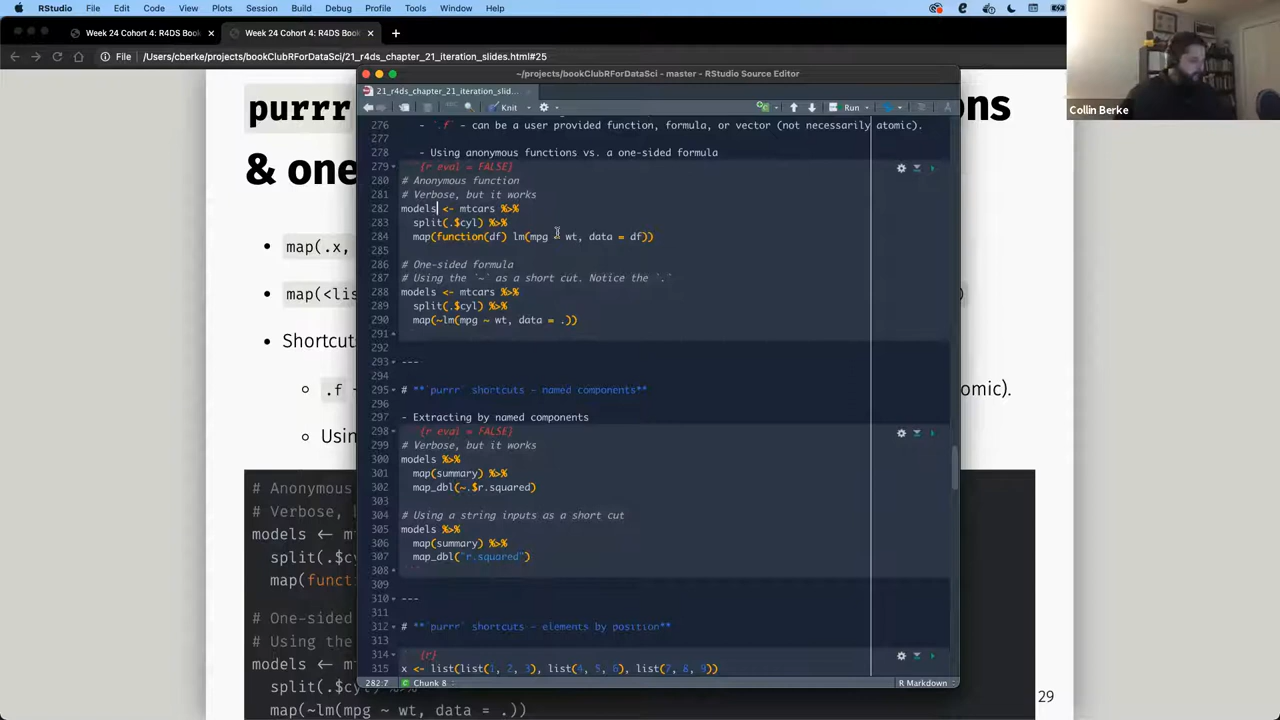 RStudio File Edit Code View Plots Session Build Debug Profile Tools Window Help
Week 24 Cohort 4: R4DS Book
Week 24 Cohort 4: R4DS Book
File /Users/cberke/projects/bookClubRForDataSci/21_r4ds_chapter_21_iteration_slides.html#25
~/projects/bookClubRForDataSci - master - RStudio Source Editor
21_r4ds_chapter_21_iteration_slid...
Knit
Run
276 - `.f` - can be a user provided function, formula, or vector (not necessarily atomic).
277
278 - Using anonymous functions vs. a one-sided formula
279 {r eval = FALSE}
280 # Anonymous function
281 # Verbose, but it works
282 models <- mtcars %>%
283 split(.$cyl) %>%
284 map(function(df) lm(mpg ~ wt, data = df))
285
286 # One-sided formula
287 # Using the `~` as a short cut. Notice the `.`
288 models <- mtcars %>%
289 split(.$cyl) %>%
290 map(~lm(mpg ~ wt, data = .))
291
292
293 ---
294
295 # **`purrr` shortcuts - named components**
296
297 - Extracting by named components
298 {r eval = FALSE}
299 # Verbose, but it works
300 models %>%
301 map(summary) %>%
302 map_dbl(~.$r.squared)
303
304 # Using a string inputs as a short cut
305 models %>%
306 map(summary) %>%
307 map_dbl("r.squared")
308
309
310 ---
311
312 # **`purrr` shortcuts - elements by position**
313
314 {r}
315 x <- list(list(1, 2, 3), list(4, 5, 6), list(7, 8, 9))
282:7 Chunk 8 R Markdown
purrr
ons
& one
map(.x,
map(<lis
Shortcut
.f
omic).
Usin
# Anonymous
# Verbose,
models <- m
split(.$c
map(funct
# One-sided
# Using the
models <- m
split(.$cy
map(~lm(mpg ~ wt, data = .))
29
Collin Berke